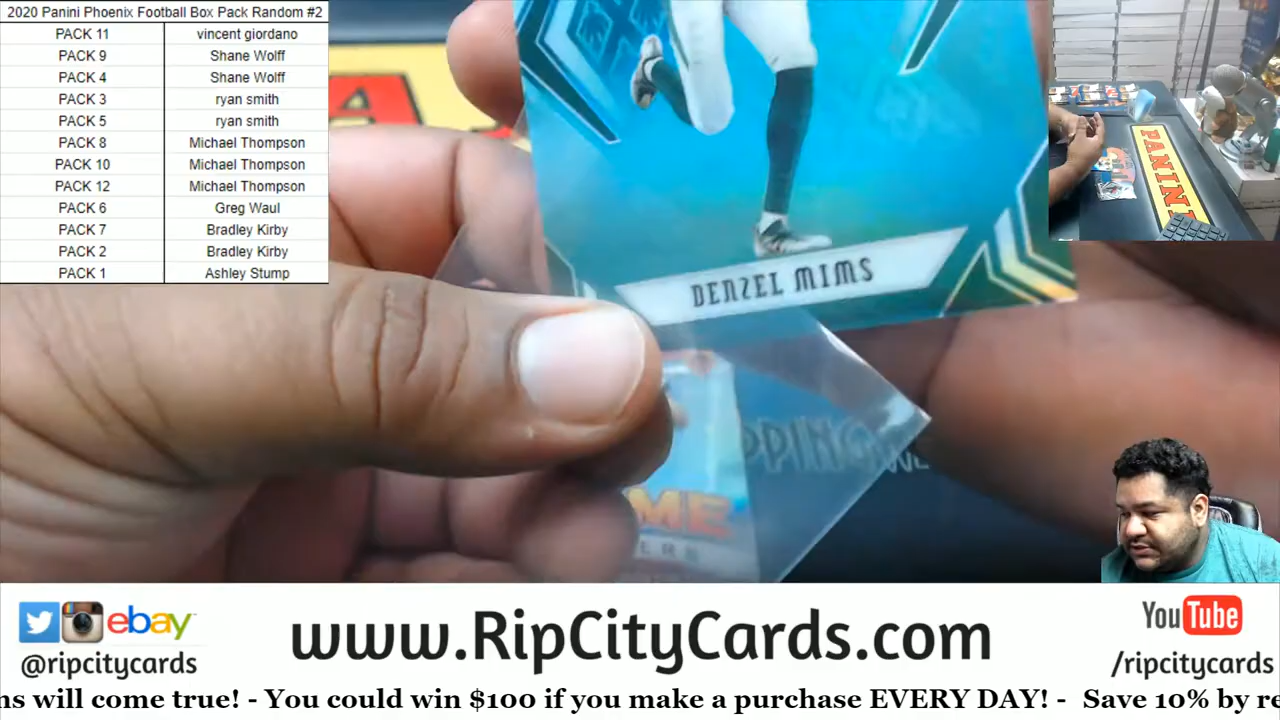 2020 Panini Phoenix Football Box Pack Random #2
PACK 11 vincent giordano
PACK 9 Shane Wolff
PACK 4 Shane Wolff
PACK 3 ryan smith
PACK 5 ryan smith
PACK 8 Michael Thompson
PACK 10 Michael Thompson
PACK 12 Michael Thompson
PACK 6 Greg Waul
PACK 7 Bradley Kirby
PACK 2 Bradley Kirby
PACK 1 Ashley Stump
PANINI
DENZEL MIMS
ebay
@ripcitycards
www.RipCityCards.com
YouTube
/ripcitycards
will come true! - You could win $100 if you make a purchase EVERY DAY! - Save 10% by